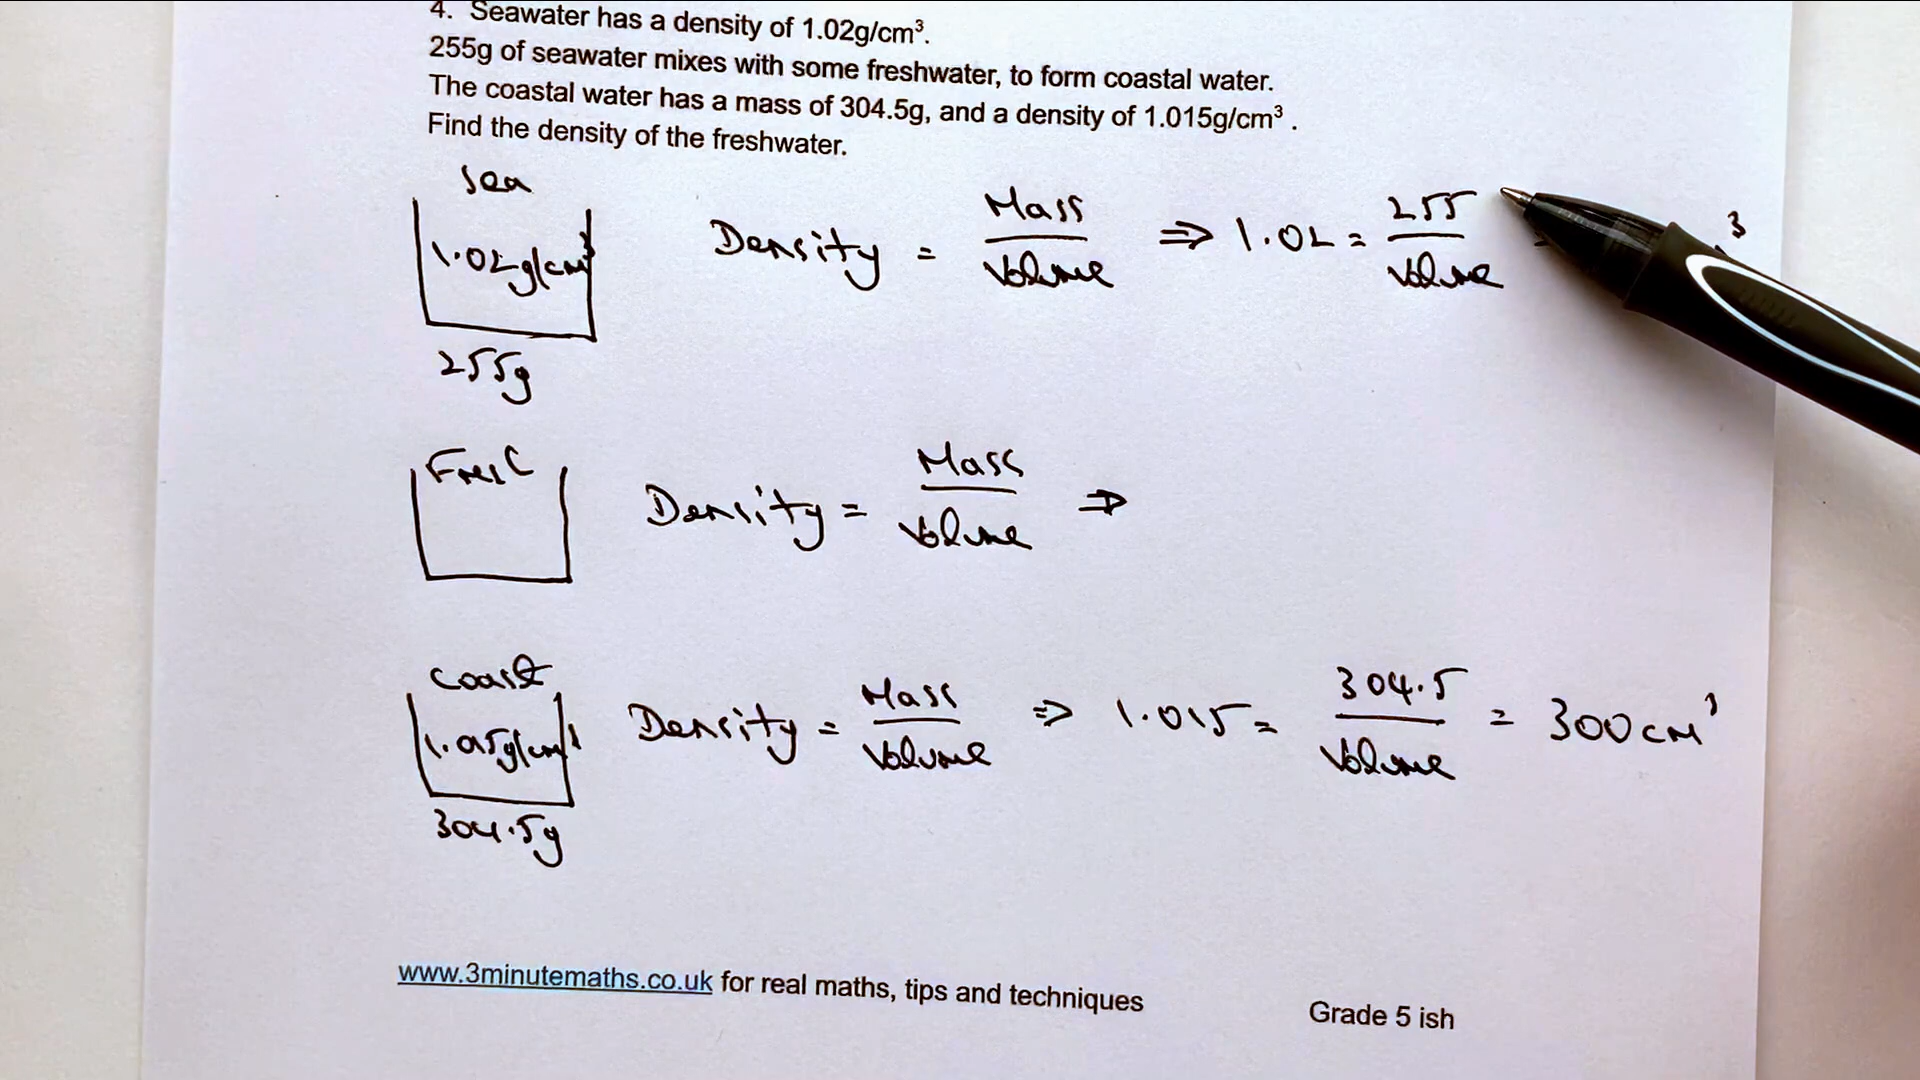 4. Seawater has a density of 1.02g/cm³.
255g of seawater mixes with some freshwater, to form coastal water.
The coastal water has a mass of 304.5g, and a density of 1.015g/cm³ .
Find the density of the freshwater.
Sea
1.02g/cm³
255g
Density = Mass / Volume ⇒ 1.02 = 255 / Volume
3
Density = Mass / Volume ⇒
Coast
304.5g
Density = Mass / Volume ⇒ 1.015 = 304.5 / Volume = 300cm³
www.3minutemaths.co.uk for real maths, tips and techniques
Grade 5 ish